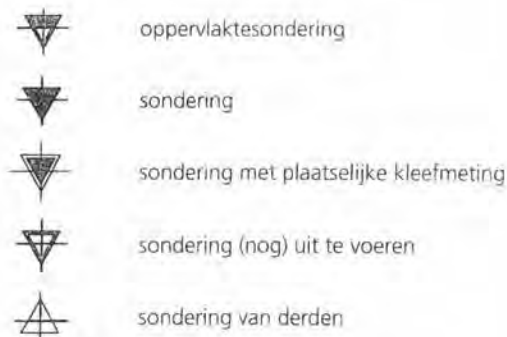 oppervlaktesondering
sondering
sondering met plaatselijke kleefmeting
sondering (nog) uit te voeren
sondering van derden